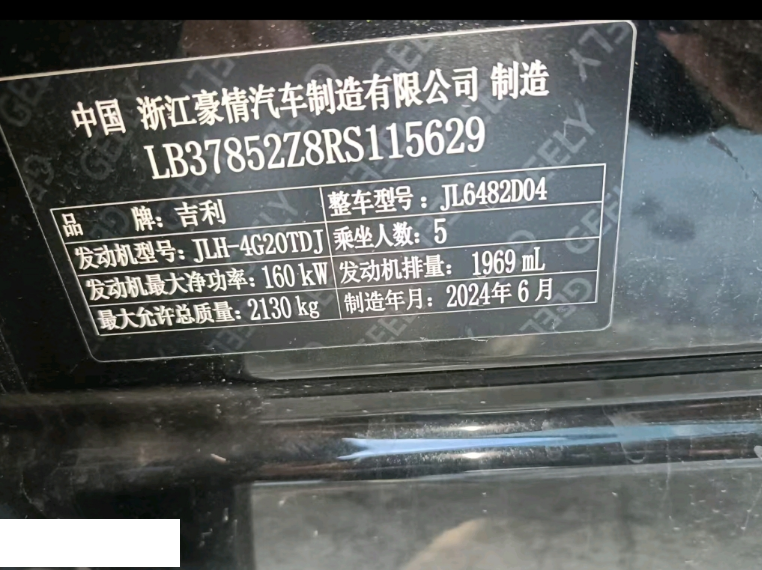 中国 浙江豪情汽车制造有限公司 制造
LB37852Z8RS115629
品 牌: 吉利 整车型号: JL6482D04
发动机型号: JLH-4G20TDJ 乘坐人数: 5
发动机最大净功率: 160 kW 发动机排量: 1969 mL
最大允许总质量: 2130 kg 制造年月: 2024年6月